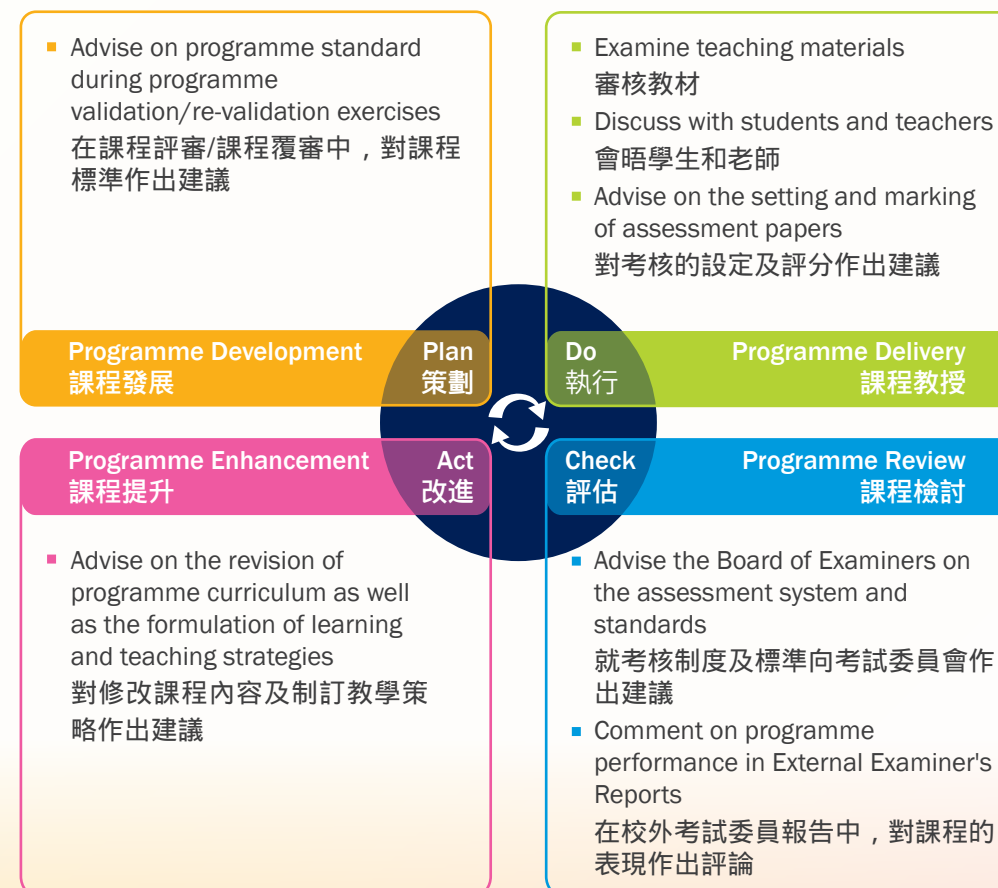 Advise on programme standard
during programme
validation/re-validation exercises
在課程評審/課程覆審中，對課程
標準作出建議
Programme Development
課程發展
Plan
策劃
Examine teaching materials
審核教材
Discuss with students and teachers
會晤學生和老師
Advise on the setting and marking
of assessment papers
對考核的設定及評分作出建議
Do
執行
Programme Delivery
課程教授
Programme Enhancement
課程提升
Act
改進
Advise on the revision of
programme curriculum as well
as the formulation of learning
and teaching strategies
對修改課程內容及制訂教學策
略作出建議
Check
評估
Programme Review
課程檢討
Advise the Board of Examiners on
the assessment system and
standards
就考核制度及標準向考試委員會作
出建議
Comment on programme
performance in External Examiner's
Reports
在校外考試委員報告中，對課程的
表現作出評論